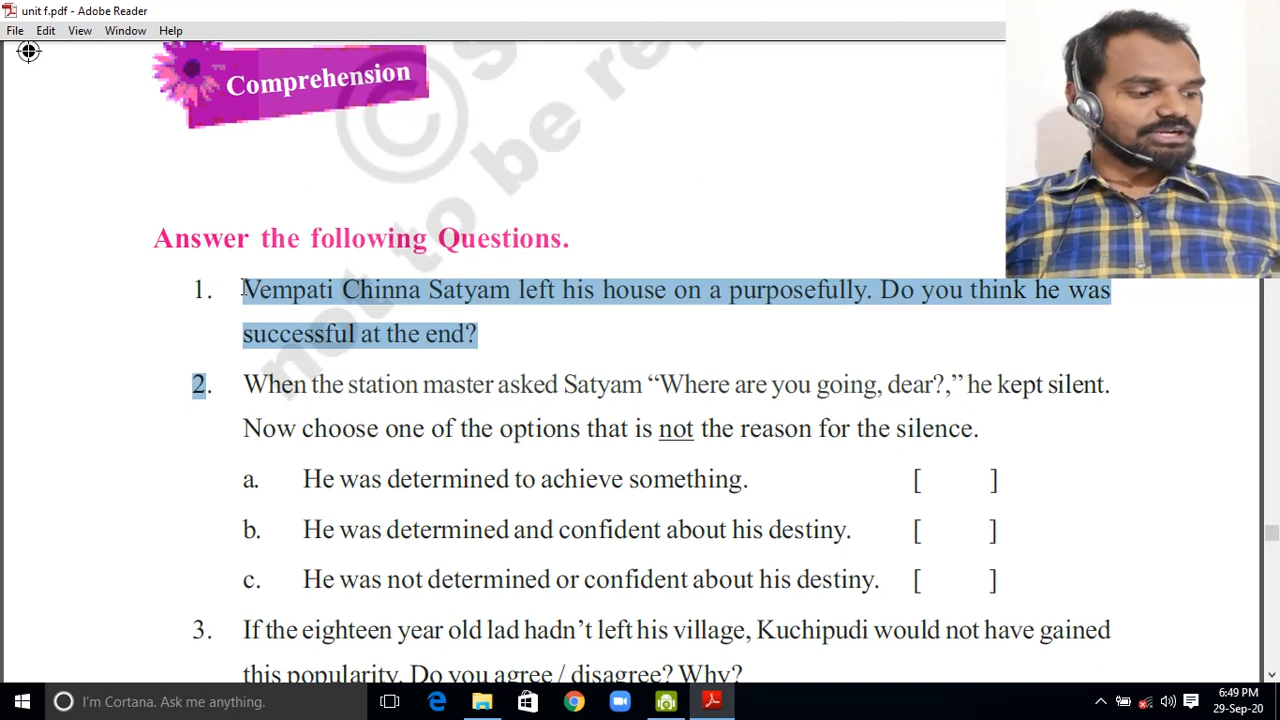 unit f.pdf - Adobe Reader
File Edit View Window Help
Comprehension
not to be re
Answer the following Questions.
1. Vempati Chinna Satyam left his house on a purposefully. Do you think he was
successful at the end?
2. When the station master asked Satyam “Where are you going, dear?,” he kept silent.
Now choose one of the options that is not the reason for the silence.
a. He was determined to achieve something. [ ]
b. He was determined and confident about his destiny. [ ]
c. He was not determined or confident about his destiny. [ ]
3. If the eighteen year old lad hadn’t left his village, Kuchipudi would not have gained
this popularity. Do you agree / disagree? Why?
I'm Cortana. Ask me anything.
6:49 PM
29-Sep-20